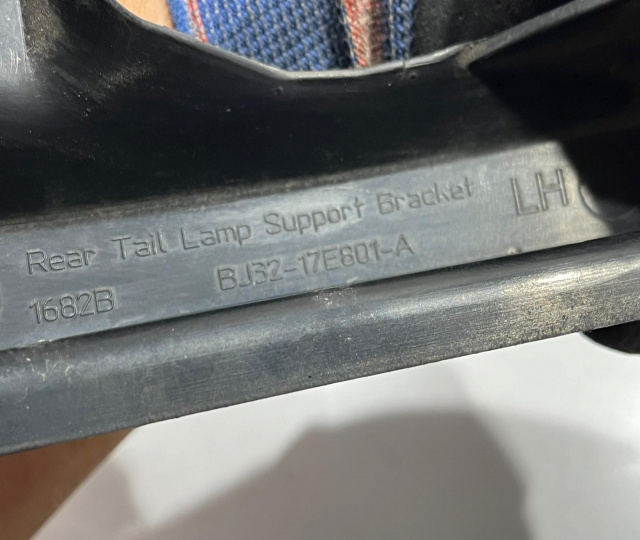 Rear Tail Lamp Support Bracket LH
1682B BJ32-17E801-A